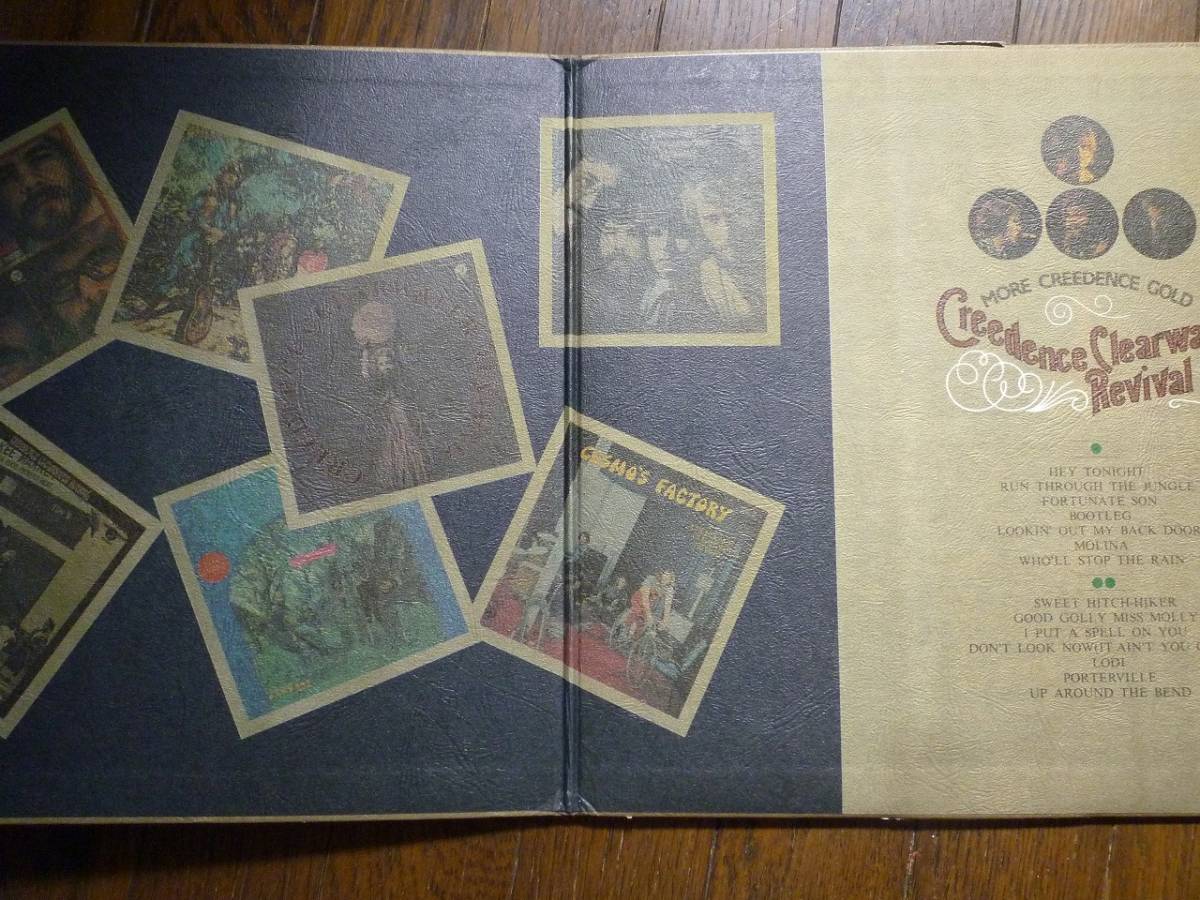 COSMO'S FACTORY
MORE CREEDENCE GOLD
Creedence Clearwa
Revival
HEY TONIGHT
RUN THROUGH THE JUNGLE
FORTUNATE SON
BOOTLEG
LOOKIN' OUT MY BACK DOOR
MOLINA
WHO'LL STOP THE RAIN
SWEET HITCH-HIKER
GOOD GOLLY MISS MOLLY
I PUT A SPELL ON YOU
DON'T LOOK NOW(IT AIN'T YOU
LODI
PORTERVILLE
UP AROUND THE BEND